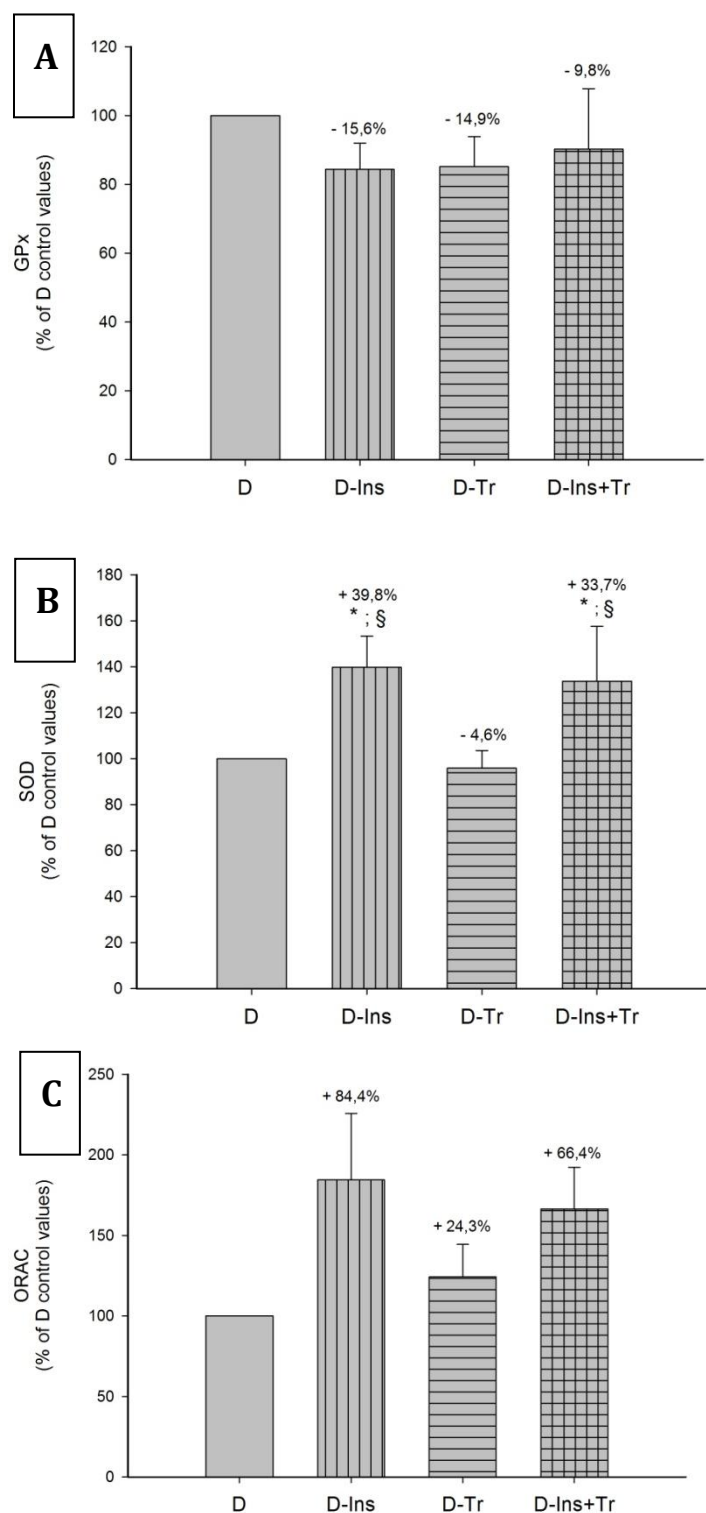 A
GPx
(% of D control values)
120
100
80
60
40
20
0
- 15,6%
- 14,9%
- 9,8%
D
D-Ins
D-Tr
D-Ins+Tr
B
SOD
(% of D control values)
180
160
140
120
100
80
60
40
20
0
+ 39,8%
* ; §
- 4,6%
+ 33,7%
* ; §
D
D-Ins
D-Tr
D-Ins+Tr
C
ORAC
(% of D control values)
250
200
150
100
50
0
+ 84,4%
+ 24,3%
+ 66,4%
D
D-Ins
D-Tr
D-Ins+Tr